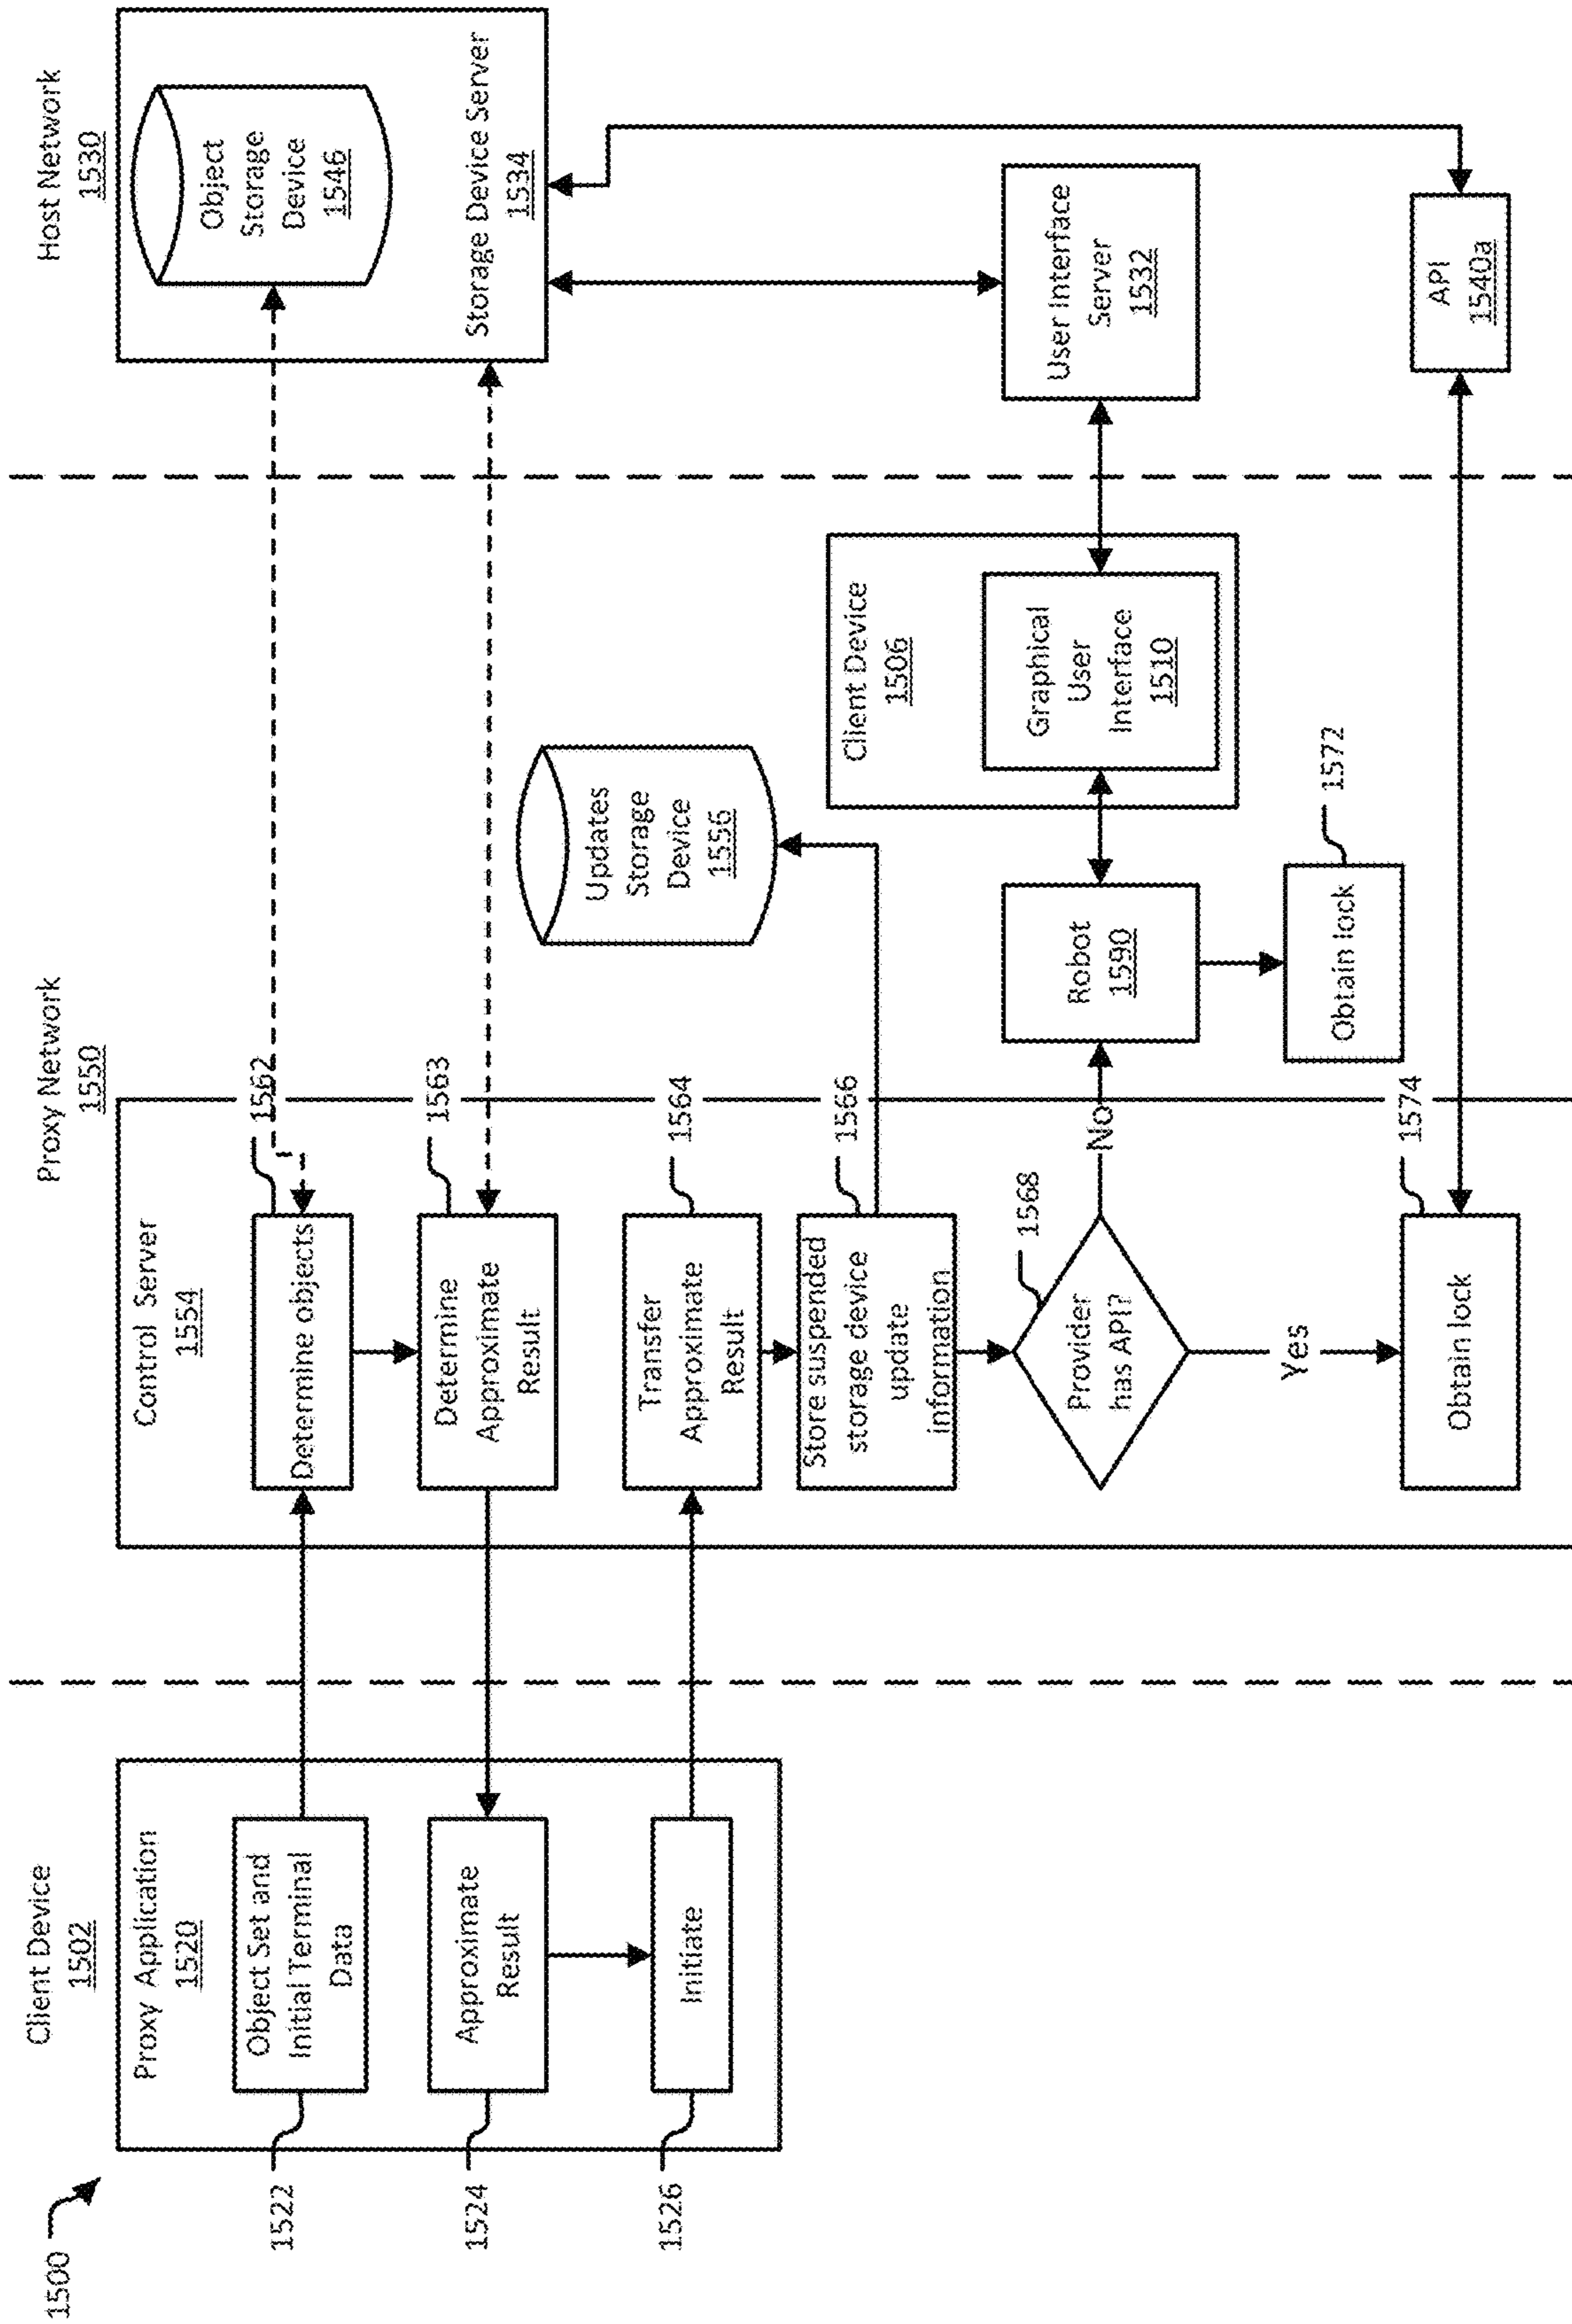 1500
Client Device
1502
Proxy Application
1520
1522
Object Set and
Initial Terminal
Data
1524
Approximate
Result
1526
Initiate
Proxy Network
1550
Control Server
1554
1562
Determine objects
1563
Determine
Approximate
Result
1564
Transfer
Approximate
Result
1566
Store suspended
storage device
update
information
1568
Provider
has API?
No
Yes
1574
Obtain lock
Updates
Storage
Device
1556
Robot
1590
1572
Obtain lock
Client Device
1506
Graphical
User
Interface
1510
Host Network
1530
Object
Storage
Device
1546
Storage Device Server
1534
User Interface
Server
1532
API
1540a